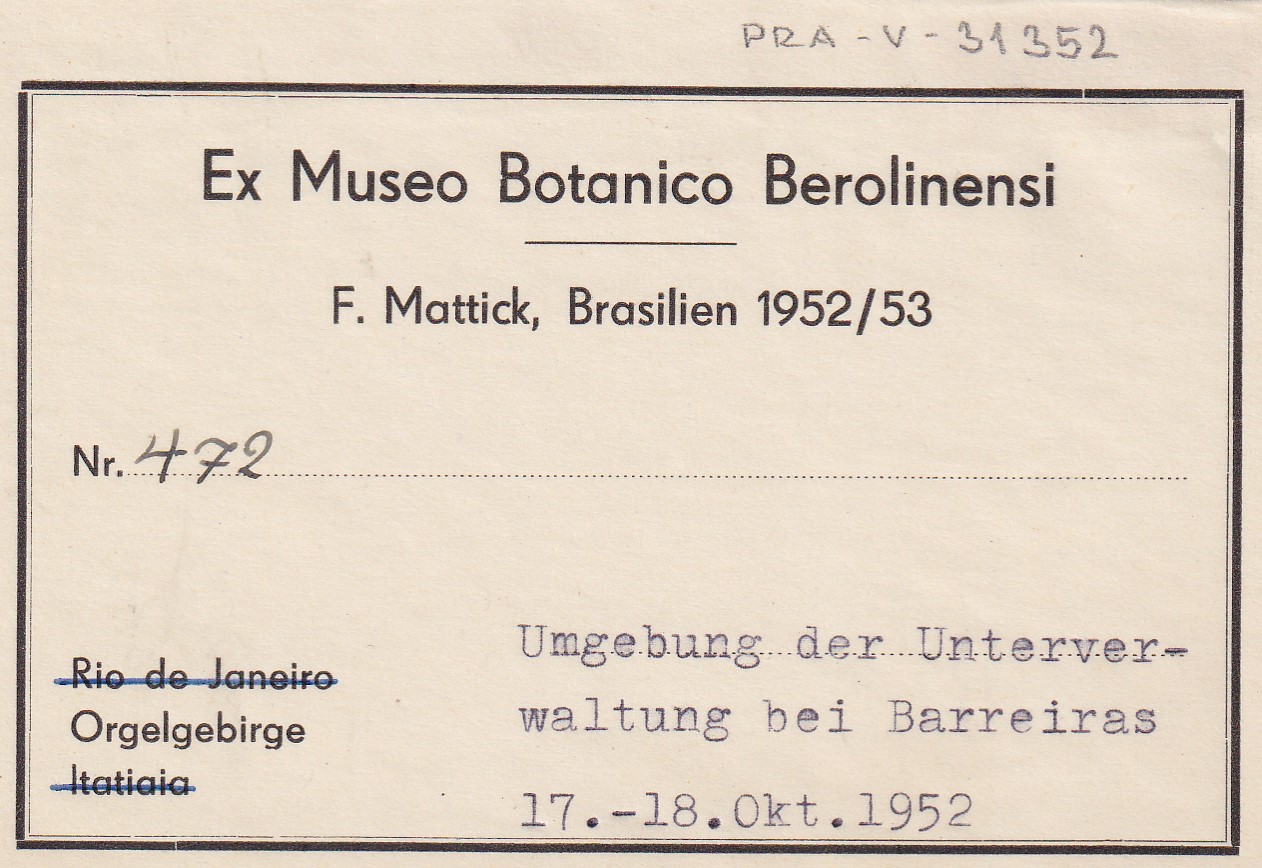 PRA - V - 31352
Ex Museo Botanico Berolinensi
F. Mattick, Brasilien 1952/53
Nr. 472
Umgebung der Unterver-
waltung bei Barreiras
17.-18.Okt.1952
Rio de Janeiro
Orgelgebirge
Itatiaia